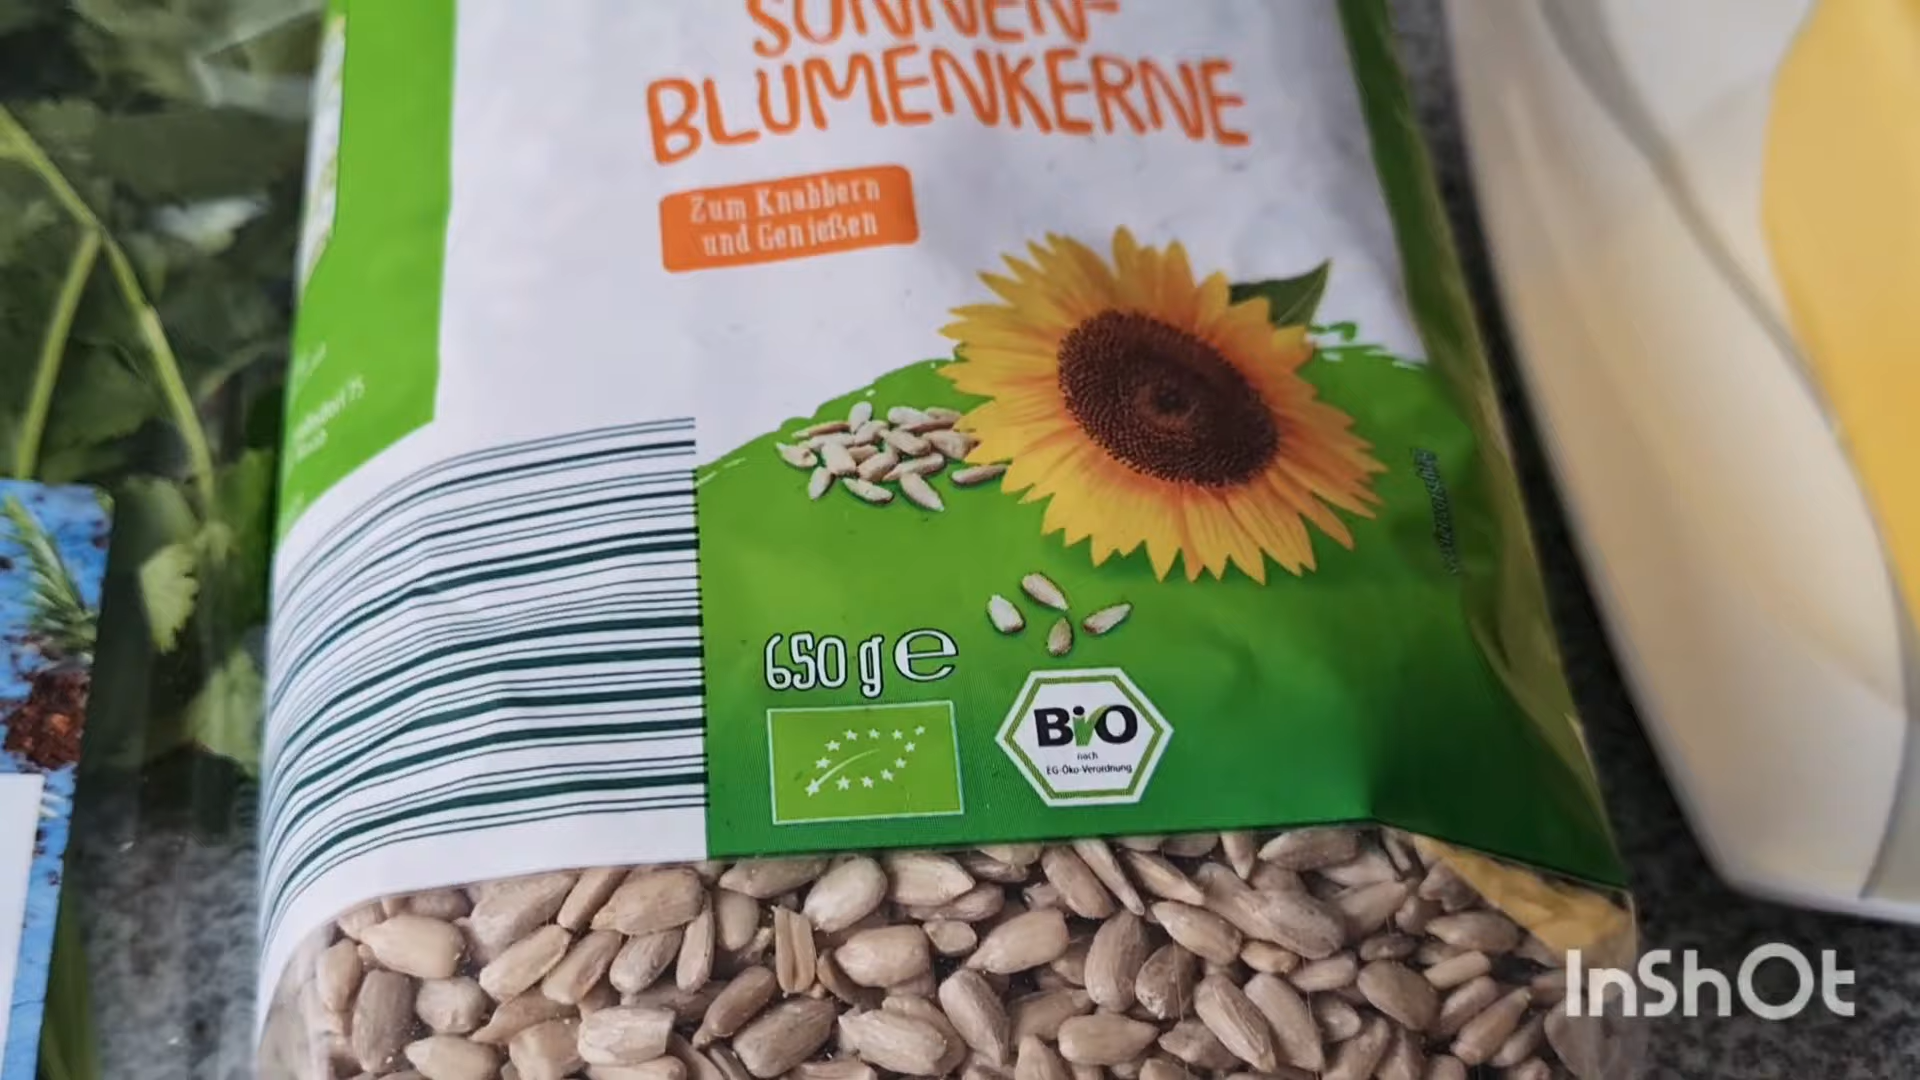 SONNEN-
BLUMENKERNE
Zum Knabbern
und Genießen
650 g e
BIO
nach
EG-Öko-Verordnung
InShOt